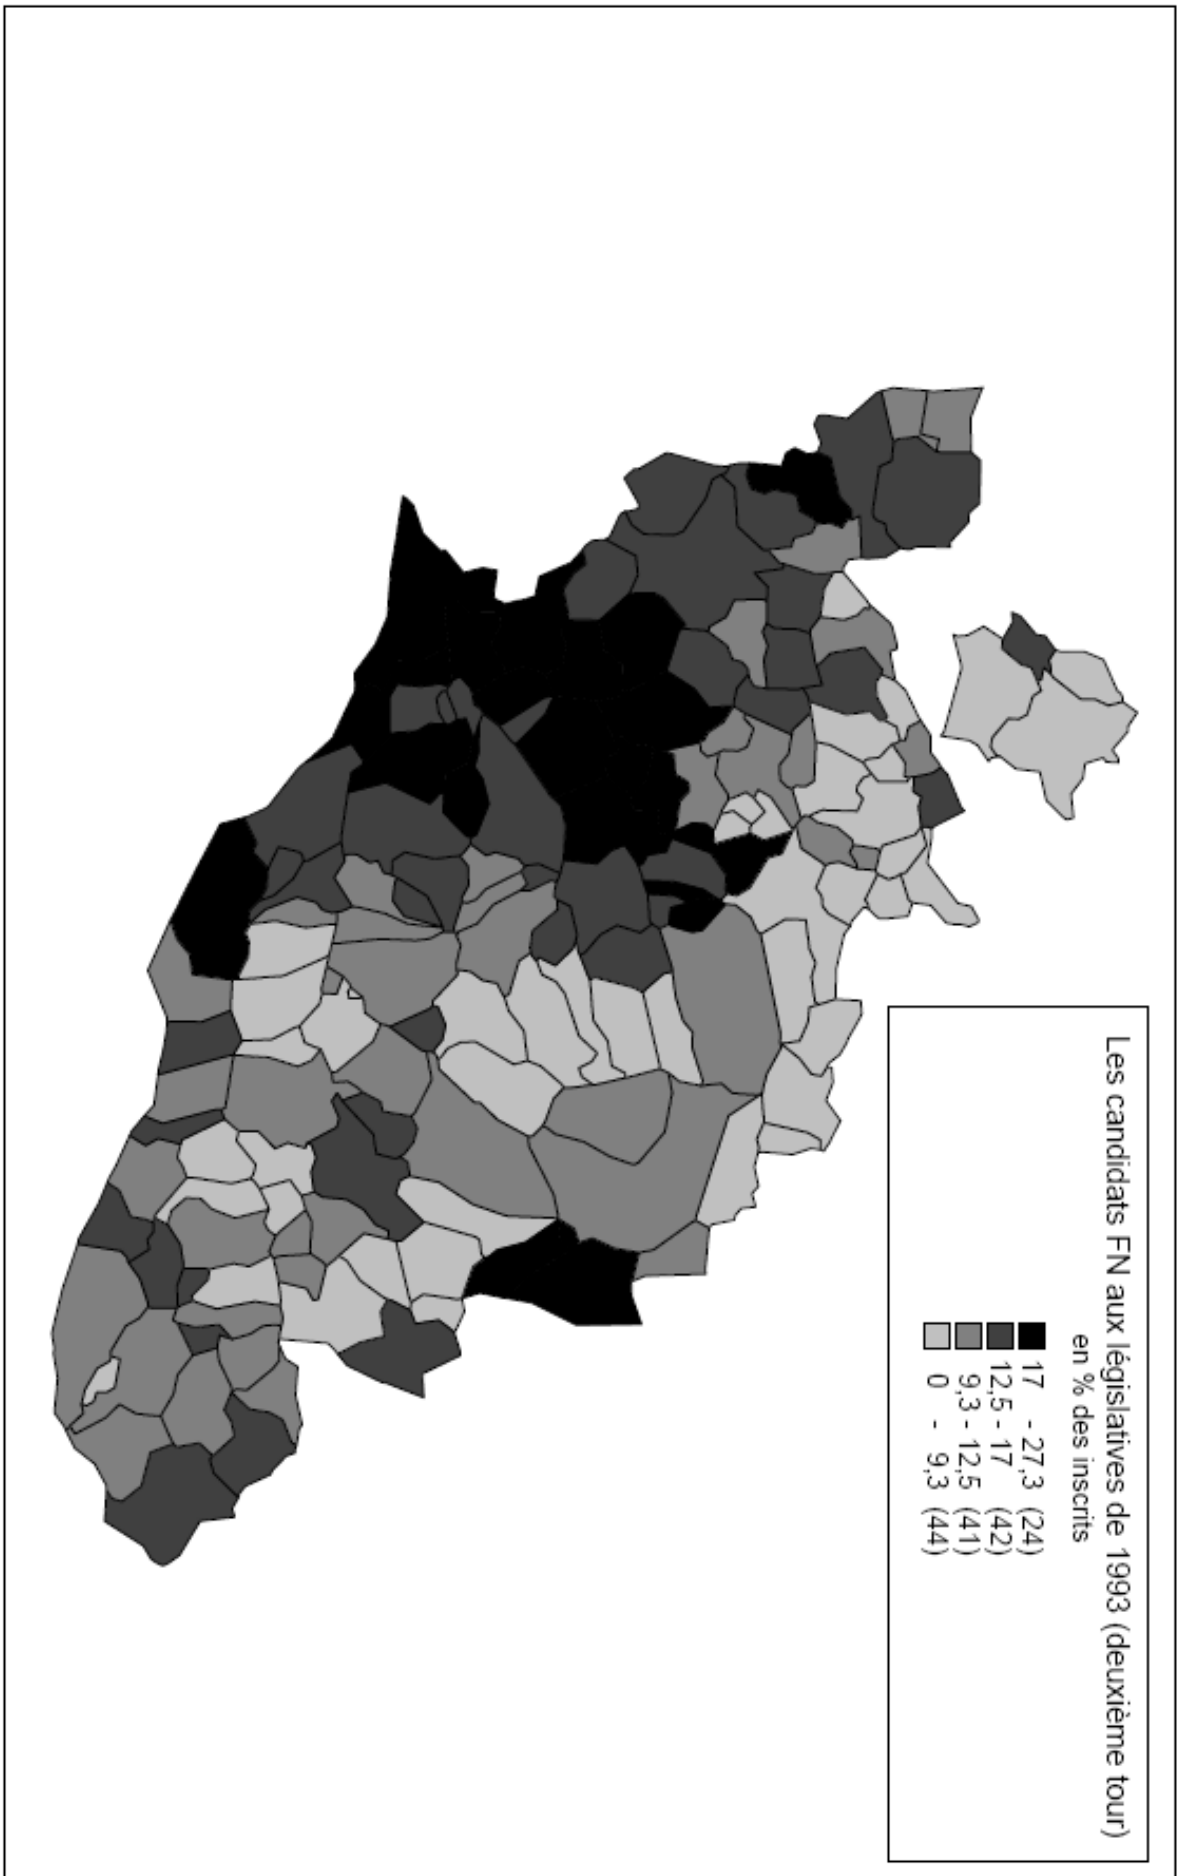 Les candidats FN aux législatives de 1993 (deuxième tour)
en % des inscrits
17 - 27,3 (24)
12,5 - 17 (42)
9,3 - 12,5 (41)
0 - 9,3 (44)